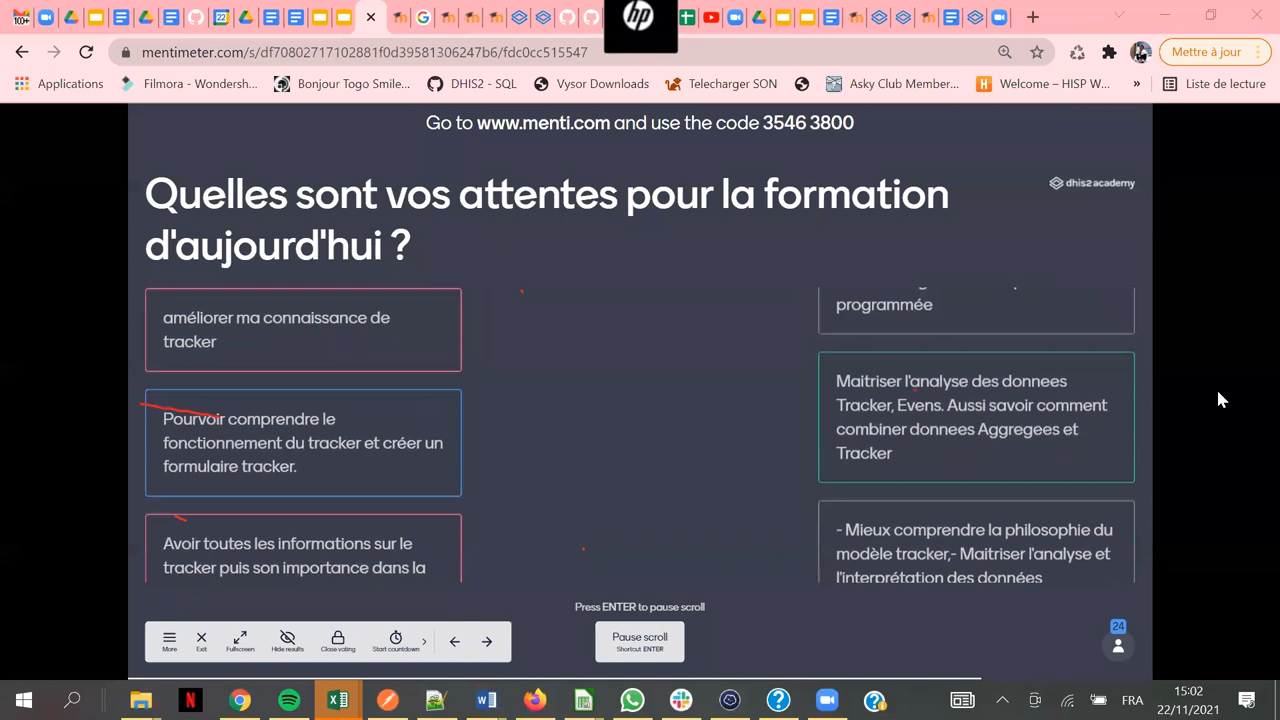 100+
22
hp
mentimeter.com/s/df70802717102881f0d39581306247b6/fdc0cc515547
Mettre à jour
Applications
Filmora - Wondersh...
Bonjour Togo Smile...
DHIS2 - SQL
Vysor Downloads
Telecharger SON
Asky Club Member...
Welcome – HISP W...
»
Liste de lecture
Go to www.menti.com and use the code 3546 3800
Quelles sont vos attentes pour la formation
d'aujourd'hui ?
dhis2 academy
améliorer ma connaissance de
tracker
Pourvoir comprendre le
fonctionnement du tracker et créer un
formulaire tracker.
Avoir toutes les informations sur le
tracker puis son importance dans la
programmée
Maitriser l'analyse des donnees
Tracker, Evens. Aussi savoir comment
combiner donnees Aggregees et
Tracker
- Mieux comprendre la philosophie du
modèle tracker,- Maitriser l'analyse et
l'interprétation des données
Press ENTER to pause scroll
More
Exit
Fullscreen
Hide results
Close voting
Start countdown
Pause scroll
Shortcut ENTER
24
FRA
15:02
22/11/2021